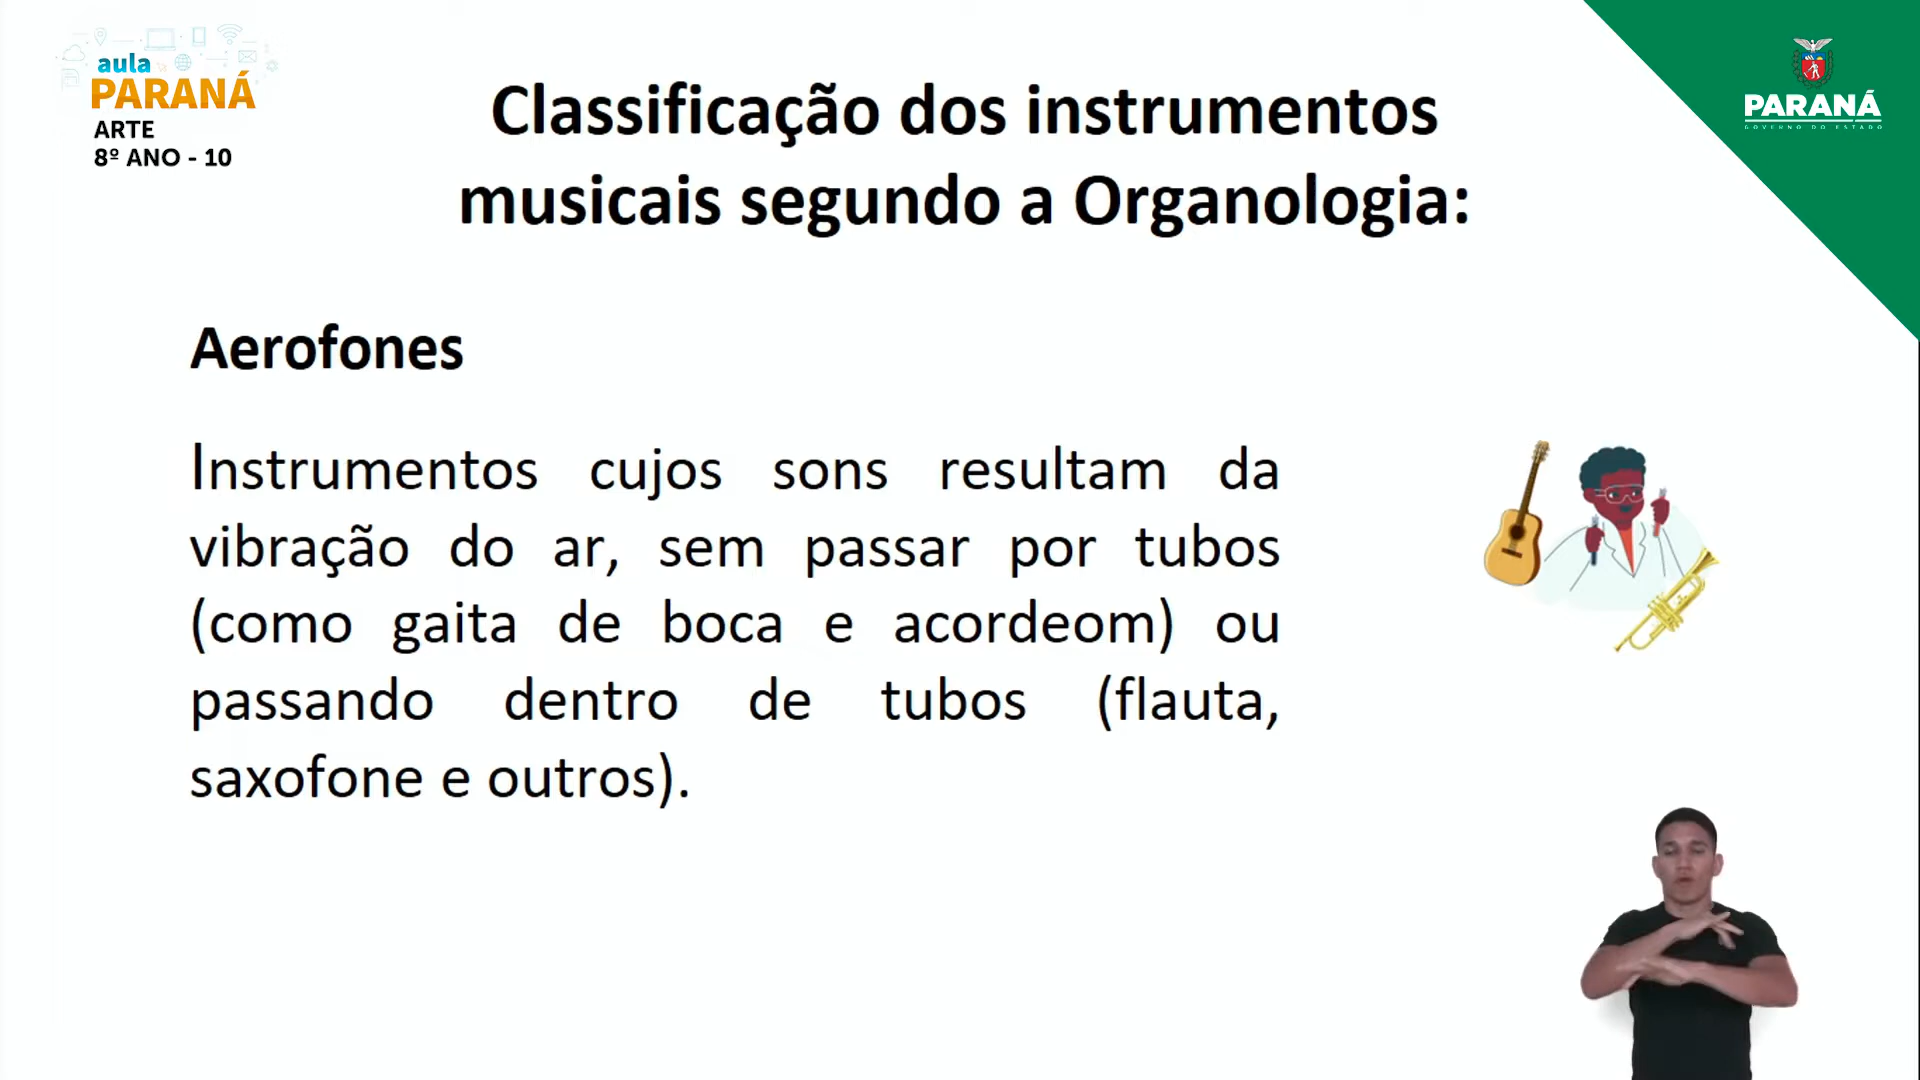 aula
PARANÁ
ARTE
8º ANO - 10
Classificação dos instrumentos
musicais segundo a Organologia:
PARANÁ
GOVERNO DO ESTADO
Aerofones
Instrumentos cujos sons resultam da
vibração do ar, sem passar por tubos
(como gaita de boca e acordeom) ou
passando dentro de tubos (flauta,
saxofone e outros).